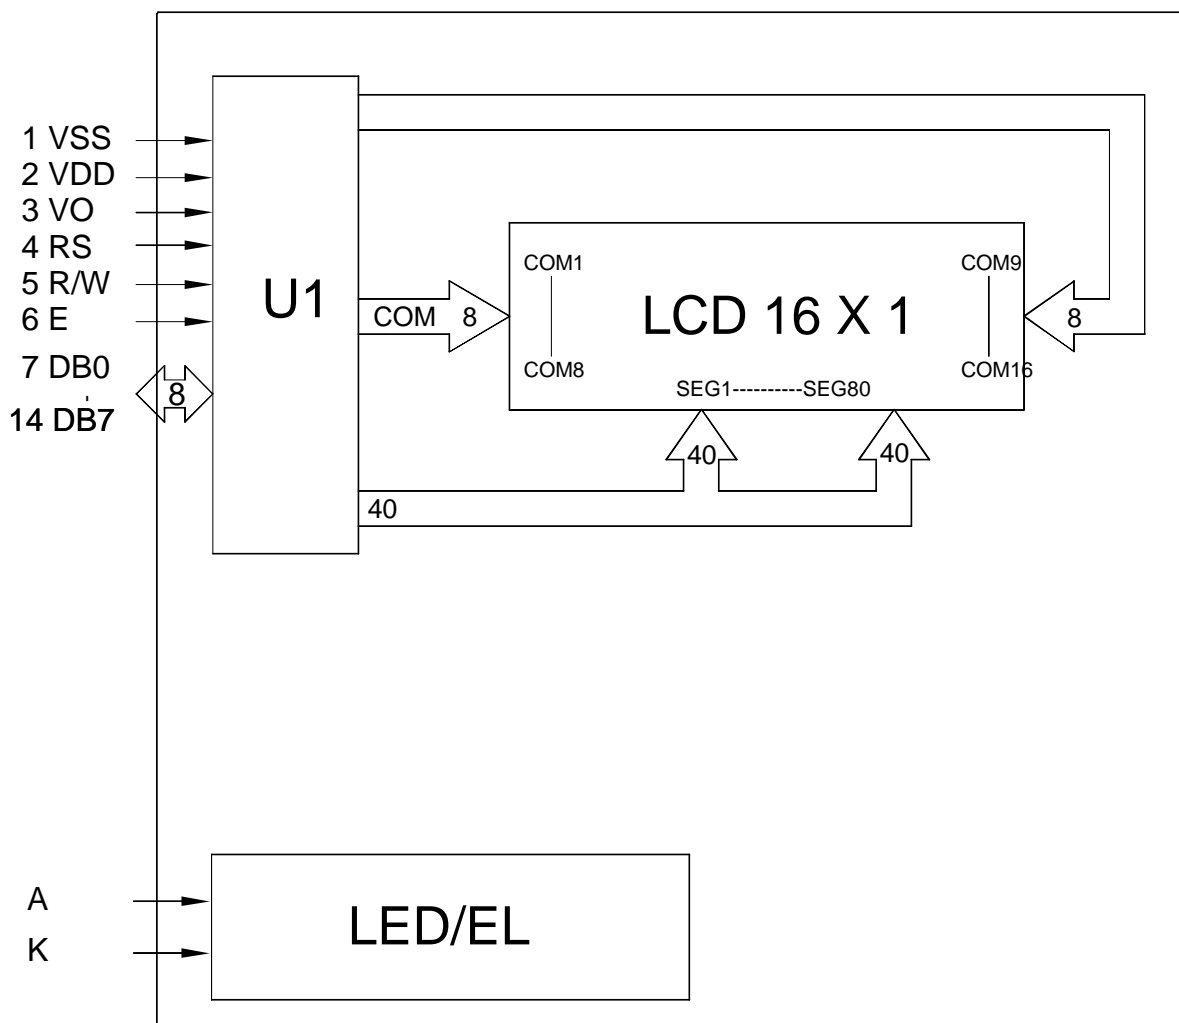 1 VSS
2 VDD
3 VO
4 RS
5 R/W
6 E
7 DB0
14 DB7
8
U1
COM 8
COM1
COM8
LCD 16 X 1
COM9
COM16
SEG1----------SEG80
8
40
40
40
A
K
LED/EL